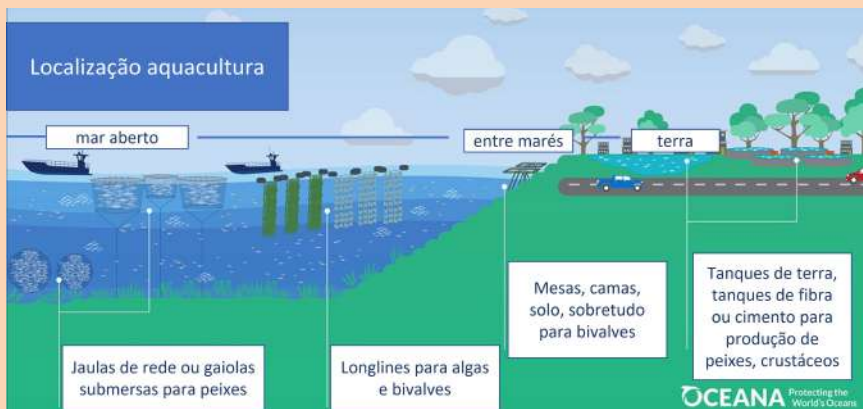 Localização aquacultura
mar aberto
entre marés
terra
Jaulas de rede ou gaiolas
submersas para peixes
Longlines para algas
e bivalves
Mesas, camas,
solo, sobretudo
para bivalves
Tanques de terra,
tanques de fibra
ou cimento para
produção de
peixes, crustáceos
OCEANA Protecting the
World's Oceans